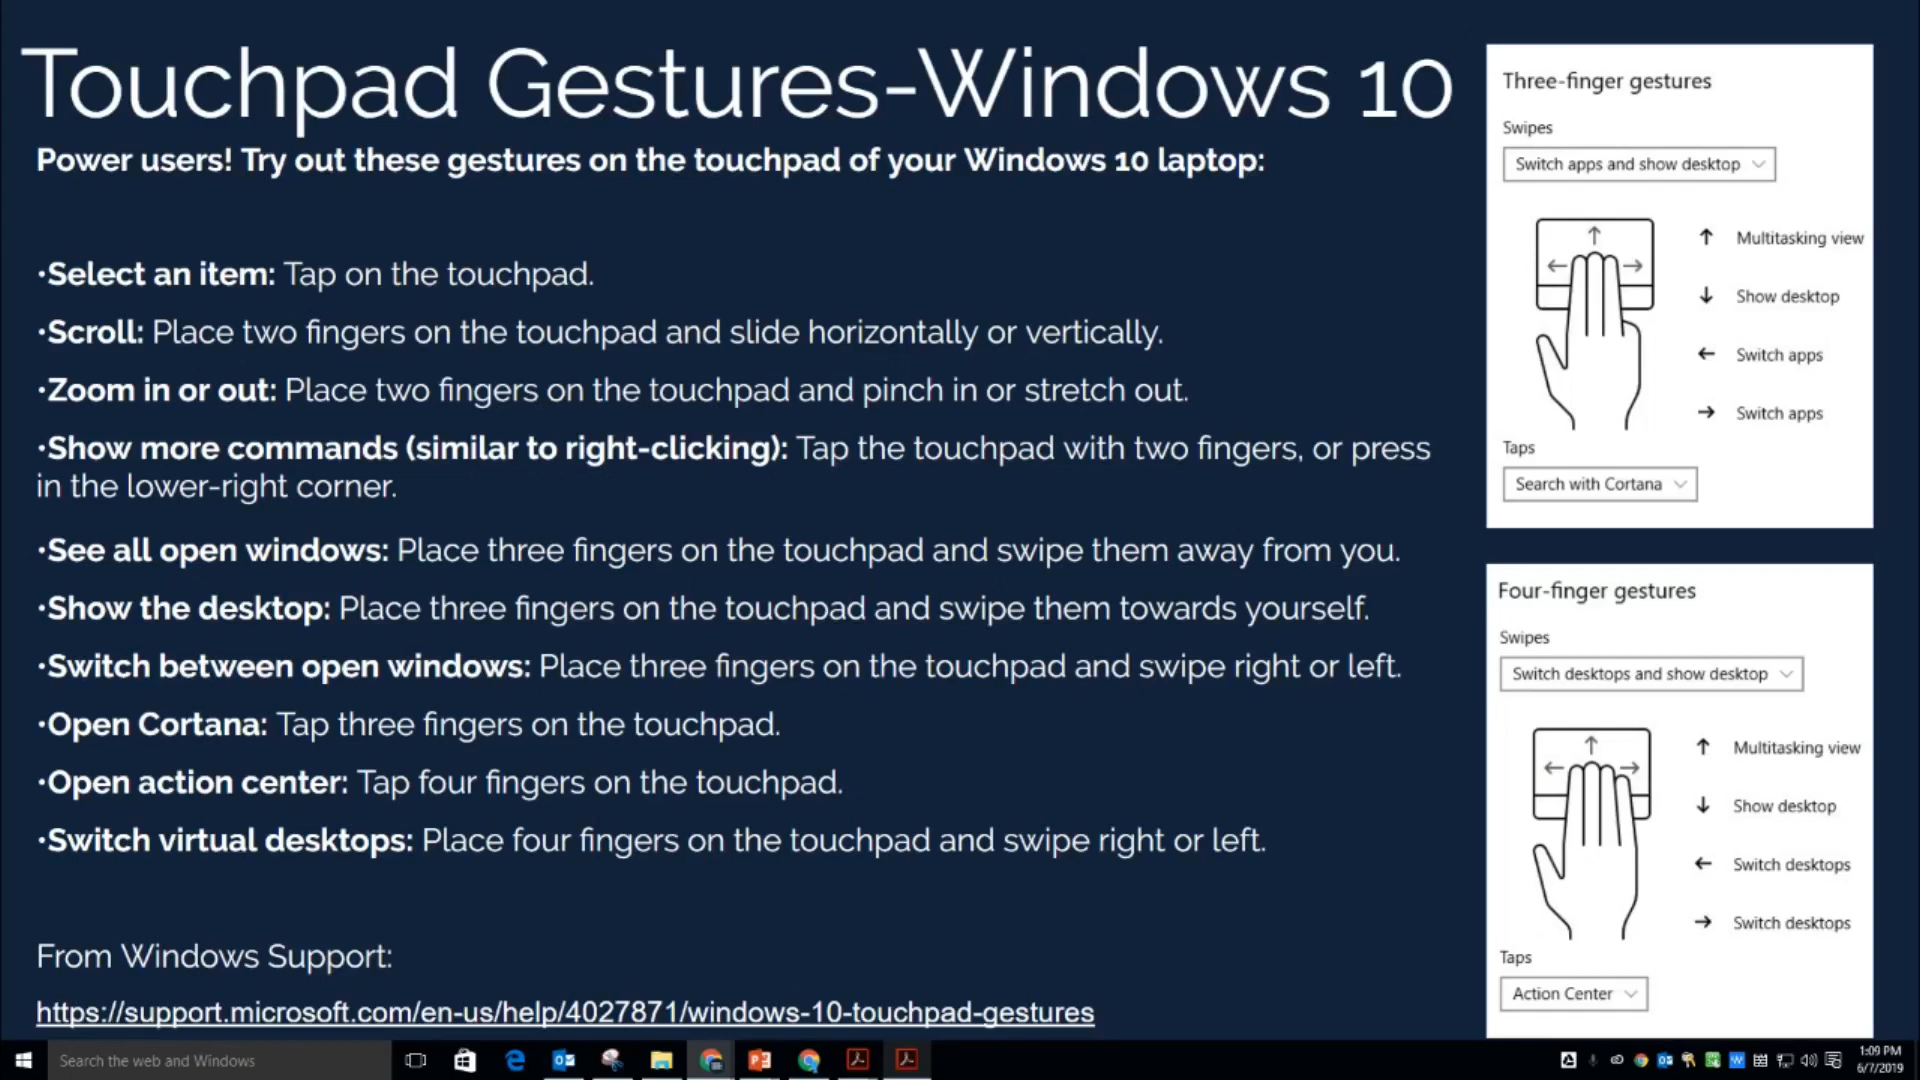 Touchpad Gestures-Windows 10
Power users! Try out these gestures on the touchpad of your Windows 10 laptop:
•Select an item: Tap on the touchpad.
•Scroll: Place two fingers on the touchpad and slide horizontally or vertically.
•Zoom in or out: Place two fingers on the touchpad and pinch in or stretch out.
•Show more commands (similar to right-clicking): Tap the touchpad with two fingers, or press
in the lower-right corner.
•See all open windows: Place three fingers on the touchpad and swipe them away from you.
•Show the desktop: Place three fingers on the touchpad and swipe them towards yourself.
•Switch between open windows: Place three fingers on the touchpad and swipe right or left.
•Open Cortana: Tap three fingers on the touchpad.
•Open action center: Tap four fingers on the touchpad.
•Switch virtual desktops: Place four fingers on the touchpad and swipe right or left.
From Windows Support:
https://support.microsoft.com/en-us/help/4027871/windows-10-touchpad-gestures
Three-finger gestures
Swipes
Switch apps and show desktop
↑ Multitasking view
↓ Show desktop
← Switch apps
→ Switch apps
Taps
Search with Cortana
Four-finger gestures
Swipes
Switch desktops and show desktop
↑ Multitasking view
↓ Show desktop
← Switch desktops
→ Switch desktops
Taps
Action Center
Search the web and Windows
1:09 PM
6/7/2019